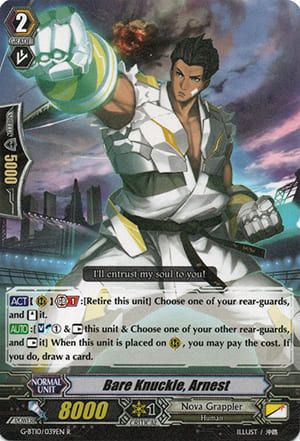 2
GRADE
SHIELD
5000
I'll entrust my soul to you!
ACT [ ] 1 :[Retire this unit] Choose one of your rear-guards,
and it.
AUTO :[ 1 & this unit & Choose one of your other rear-guards,
and it] When this unit is placed on , you may pay the cost. If
you do, draw a card.
NORMAL
UNIT
Bare Knuckle, Arnest
POWER
8000
1
CRITICAL
Nova Grappler
Human
G-BT10/039EN R
ILLUST / 沖路